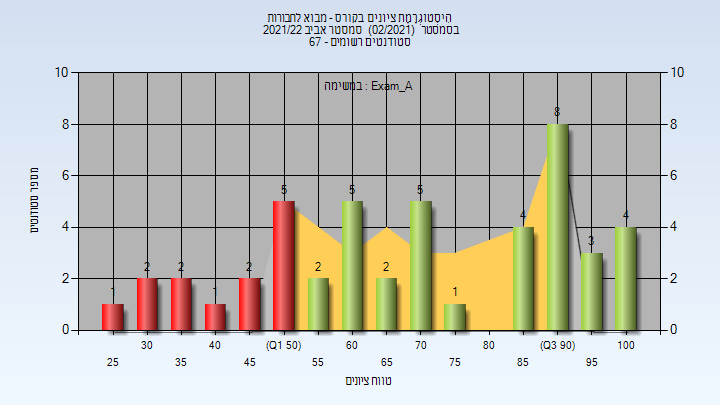 היסטוגרמת ציונים בקורס - מבוא לחבורות
בסמסטר (02/2021) סמסטר אביב 2021/22
סטודנטים רשומים - 67
במשימה : Exam_A
10 10
8 8
6 6
4 4
2 2
0 0
מספר סטודנטים
1 2 2 1 2 5 2 5 2 5 1 4 8 3 4
30 40 (Q1 50) 60 70 80 (Q3 90) 100
25 35 45 55 65 75 85 95
טווח ציונים